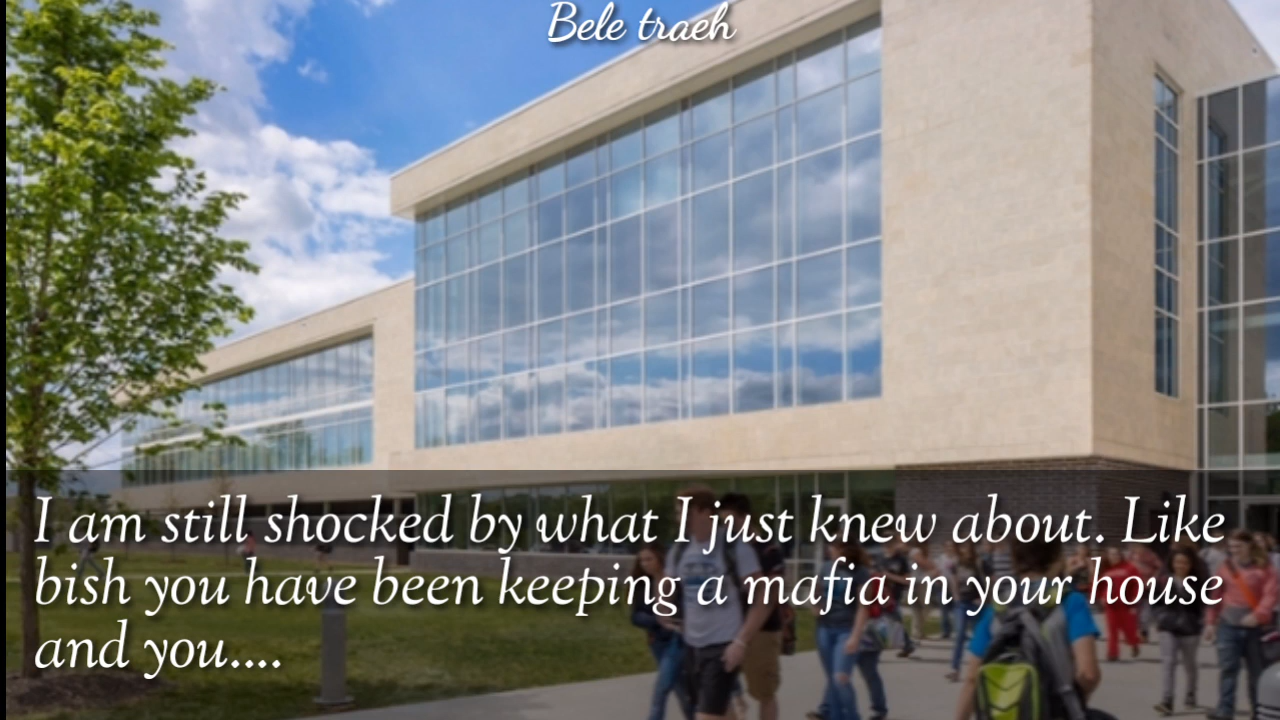 Bele traeh
I am still shocked by what I just knew about. Like
bish you have been keeping a mafia in your house
and you....